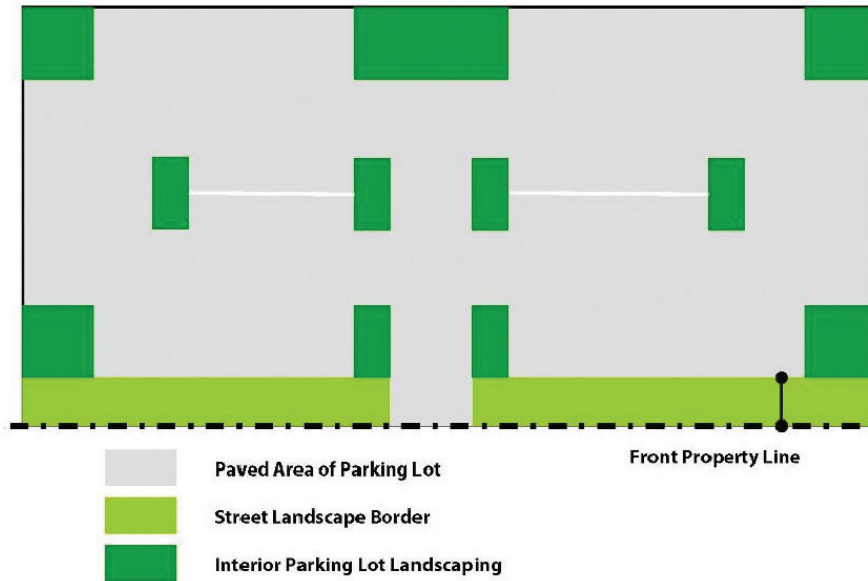 Front Property Line
Paved Area of Parking Lot
Street Landscape Border
Interior Parking Lot Landscaping